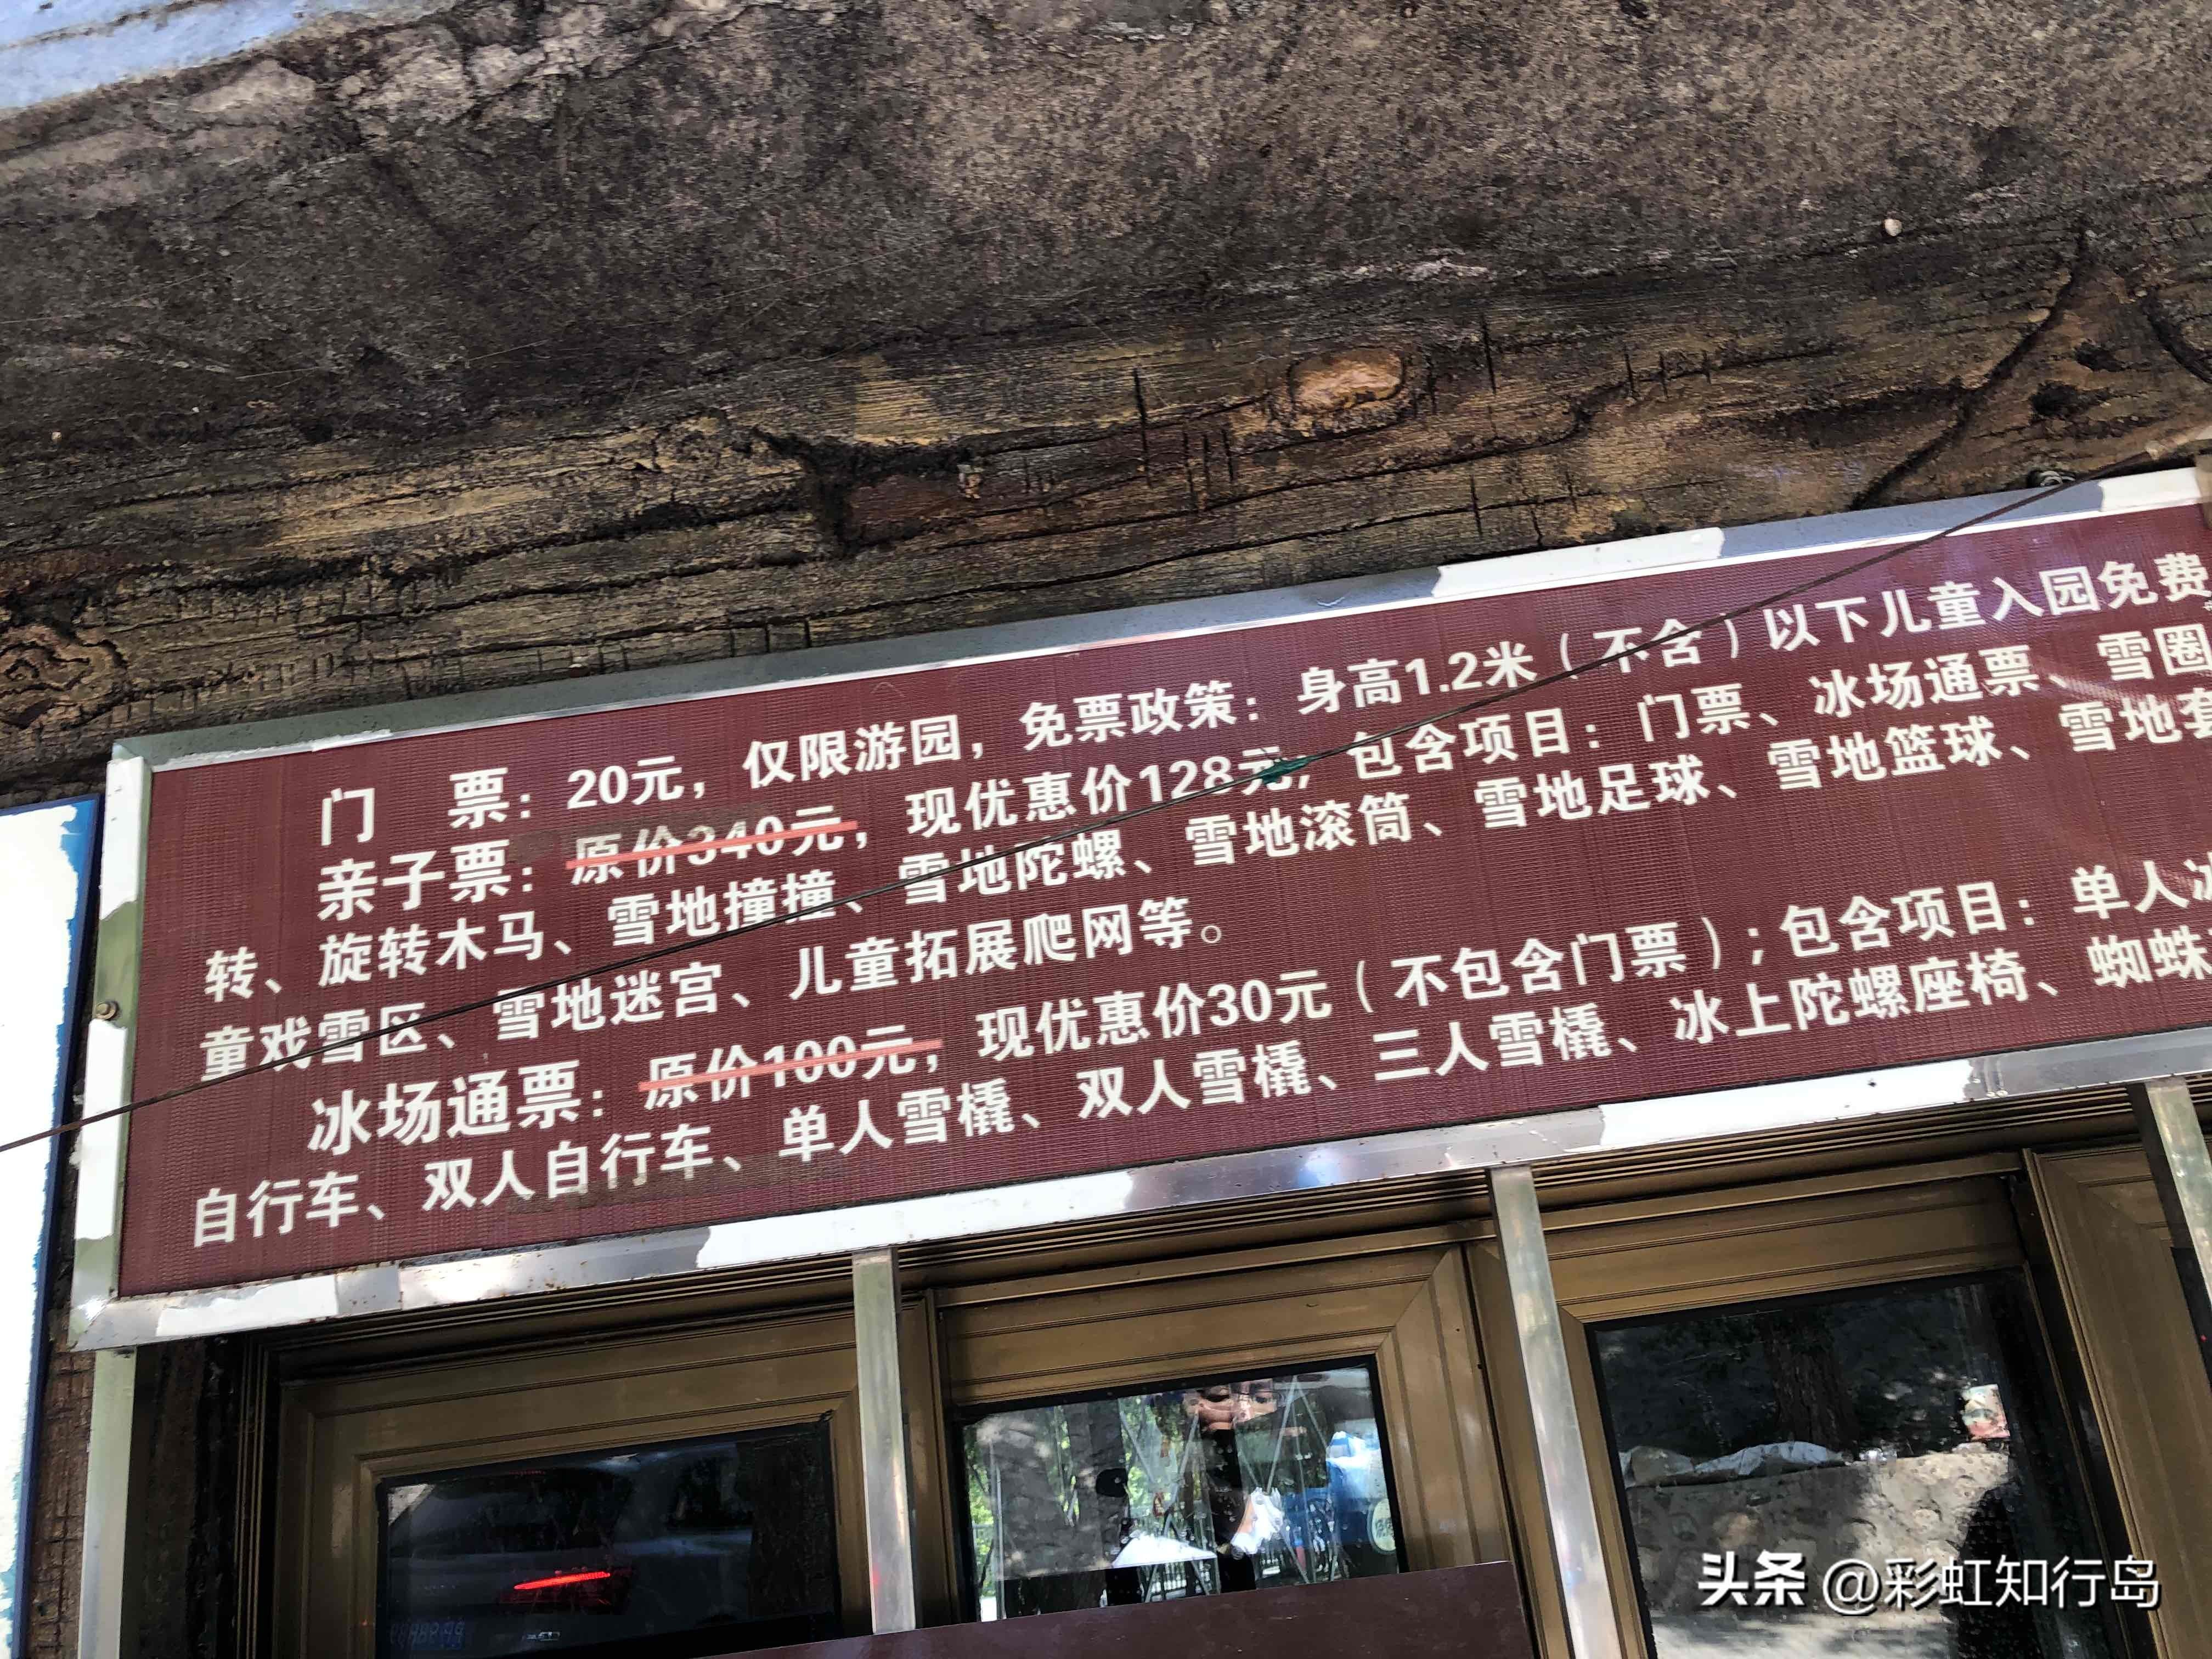 门 票：20元，仅限游园，免票政策：身高1.2米（不含）以下儿童入园免费
亲子票：原价340元，现优惠价128元，包含项目：门票、冰场通票、雪圈
转、旋转木马、雪地撞撞、雪地陀螺、雪地滚筒、雪地足球、雪地篮球、雪地套
童戏雪区、雪地迷宫、儿童拓展爬网等。
冰场通票：原价100元，现优惠价30元（不包含门票）；包含项目：单人冰
自行车、双人自行车、单人雪橇、双人雪橇、三人雪橇、冰上陀螺座椅、蜘蛛
头条 @彩虹知行岛